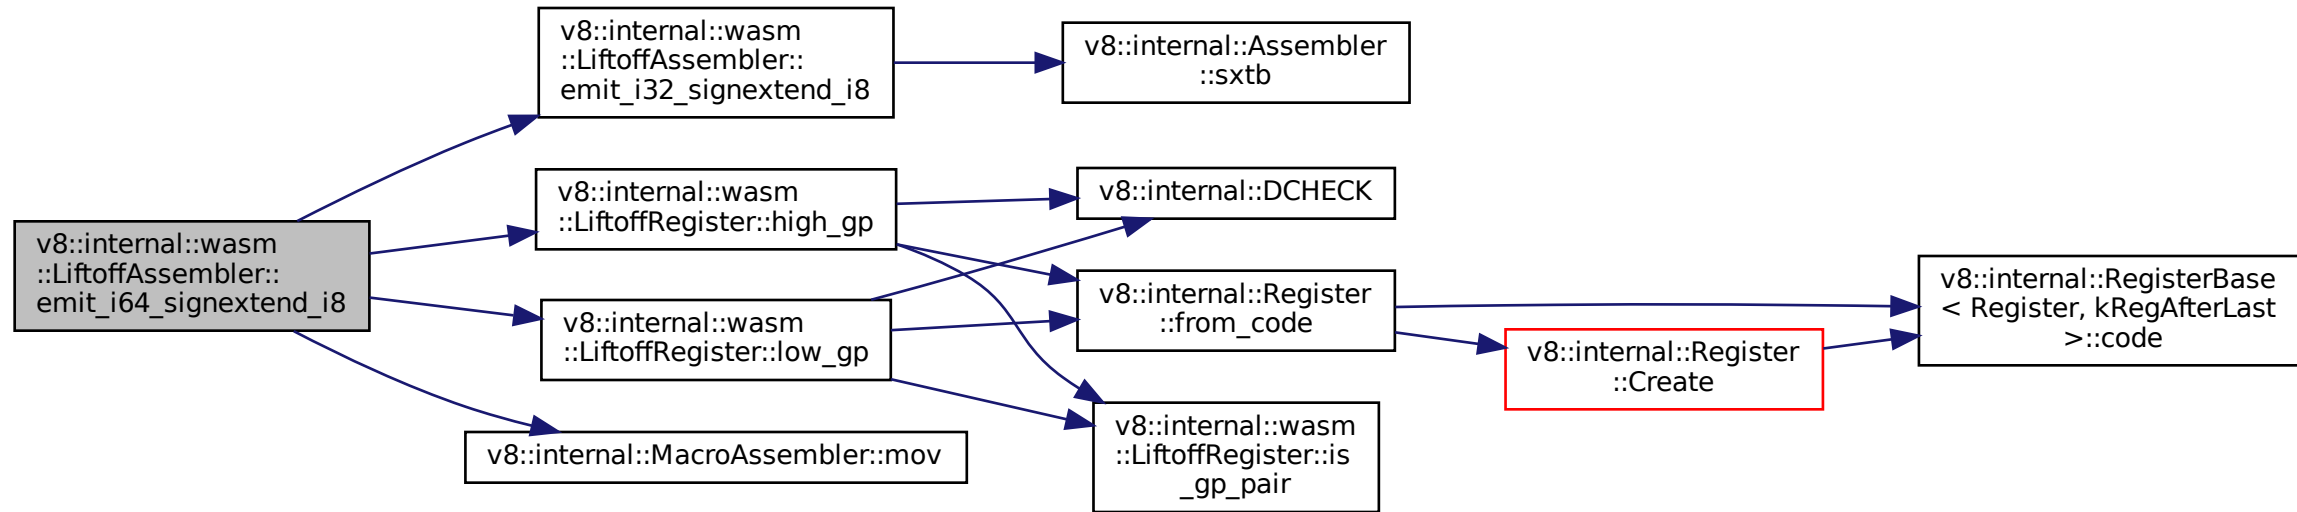 v8::internal::wasm
::LiftoffAssembler::
emit_i64_signextend_i8
v8::internal::wasm
::LiftoffAssembler::
emit_i32_signextend_i8
v8::internal::Assembler
::sxtb
v8::internal::wasm
::LiftoffRegister::high_gp
v8::internal::DCHECK
v8::internal::Register
::from_code
v8::internal::wasm
::LiftoffRegister::low_gp
v8::internal::wasm
::LiftoffRegister::is
_gp_pair
v8::internal::MacroAssembler::mov
v8::internal::Register
::Create
v8::internal::RegisterBase
< Register, kRegAfterLast
>::code